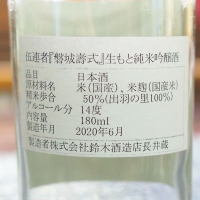 伝連者『磐城壽式』生もと純米吟醸酒
品目 日本酒
原材料 米(国産)、米麹(国産米)
精米歩合 50%(出羽の里100%)
アルコール分 14度
内容量 180ml
製造年月 2020年6月
製造者株式会社鈴木酒造店長井蔵